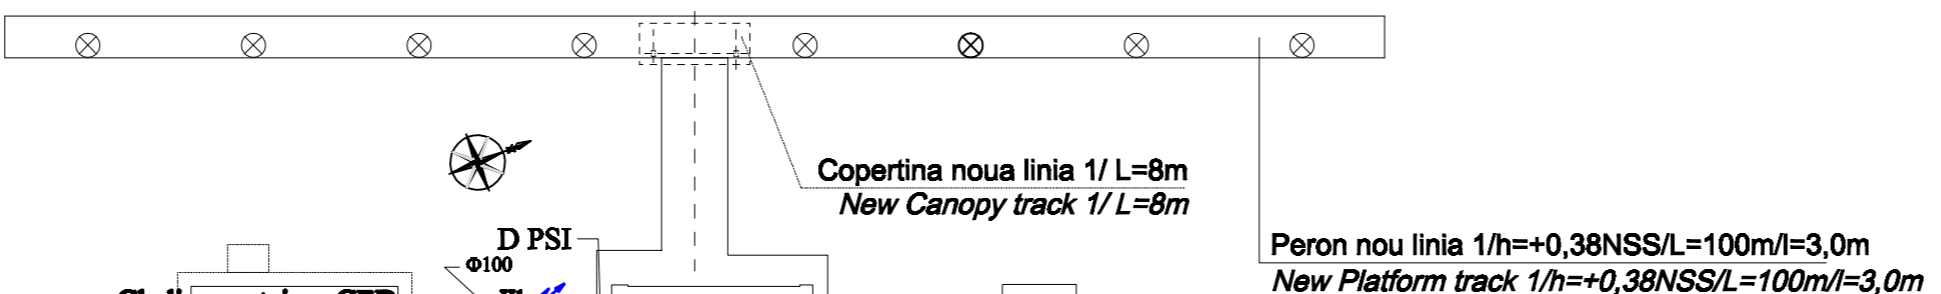 Copertina noua linia 1/ L=8m
New Canopy track 1/ L=8m
D PSI
Φ100
Peron nou linia 1/h=+0,38NSS/L=100m/l=3,0m
New Platform track 1/h=+0,38NSS/L=100m/l=3,0m